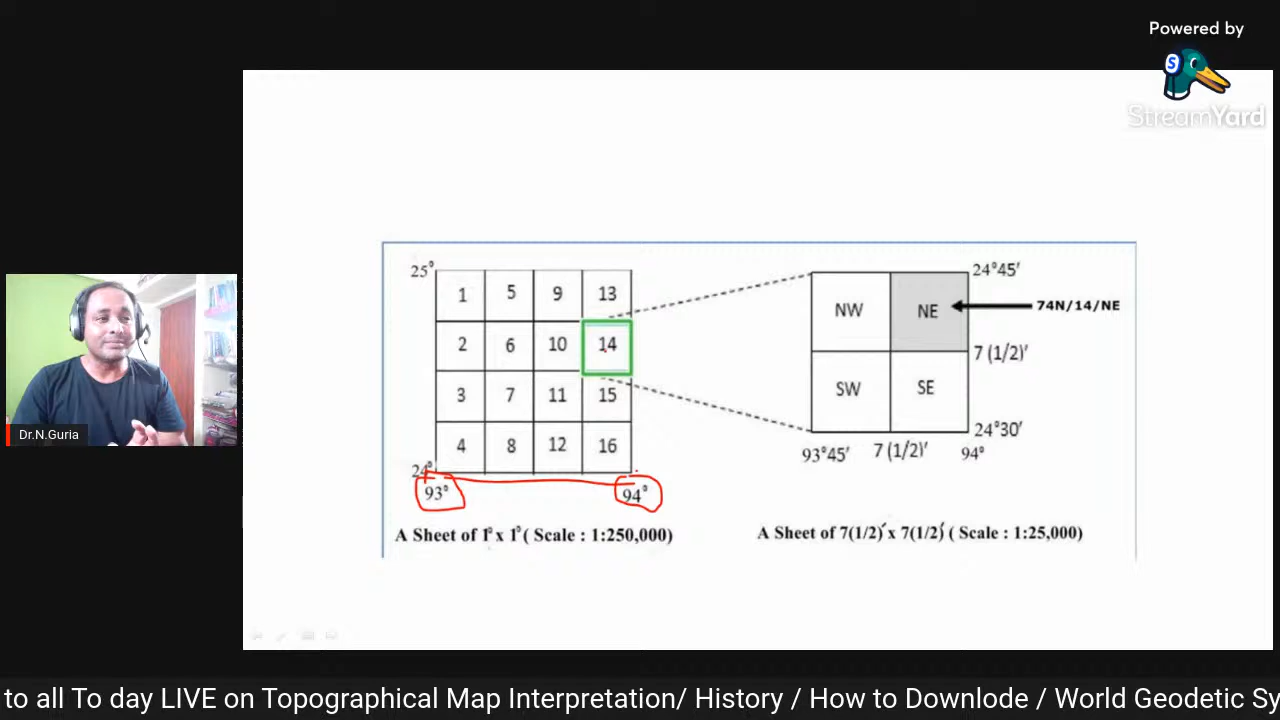 Powered by
S
StreamYard
25°
1 5 9 13
2 6 10 14
3 7 11 15
4 8 12 16
24°
93° 94°
A Sheet of 1° x 1° ( Scale : 1:250,000)
NW NE
SW SE
24°45′
74N/14/NE
7 (1/2)′
24°30′
93°45′ 7 (1/2)′ 94°
A Sheet of 7(1/2)′ x 7(1/2)′ ( Scale : 1:25,000)
Dr.N.Guria
to all To day LIVE on Topographical Map Interpretation/ History / How to Downlode / World Geodetic Sy